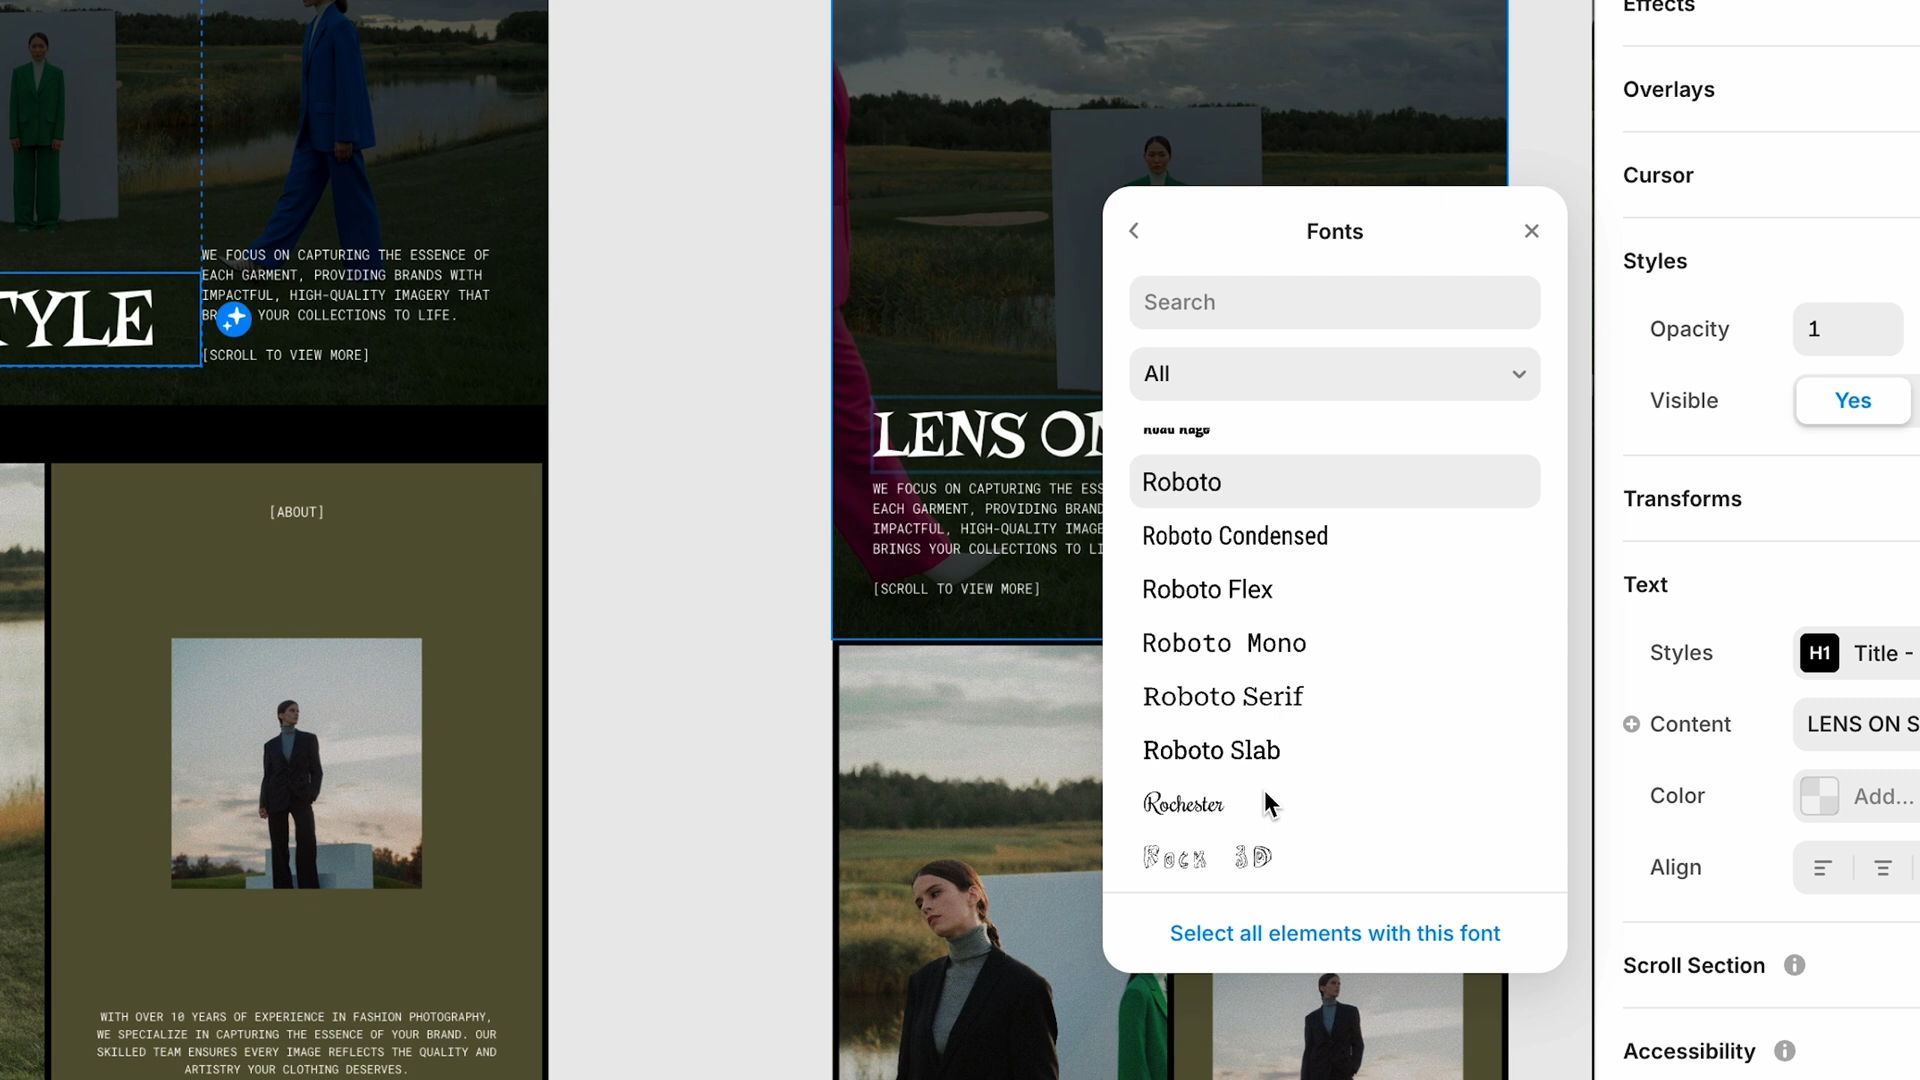 TYLE
WE FOCUS ON CAPTURING THE ESSENCE OF
EACH GARMENT, PROVIDING BRANDS WITH
IMPACTFUL, HIGH-QUALITY IMAGERY THAT
YOUR COLLECTIONS TO LIFE.
[SCROLL TO VIEW MORE]
[ABOUT]
WITH OVER 10 YEARS OF EXPERIENCE IN FASHION PHOTOGRAPHY,
WE SPECIALIZE IN CAPTURING THE ESSENCE OF YOUR BRAND. OUR
SKILLED TEAM ENSURES EVERY IMAGE REFLECTS THE QUALITY AND
ARTISTRY YOUR CLOTHING DESERVES.
LENS ON
WE FOCUS ON CAPTURING THE ESS
EACH GARMENT, PROVIDING BRAND
IMPACTFUL, HIGH-QUALITY IMAGE
BRINGS YOUR COLLECTIONS TO LI
[SCROLL TO VIEW MORE]
Fonts
Search
All
Road Rage
Roboto
Roboto Condensed
Roboto Flex
Roboto Mono
Roboto Serif
Roboto Slab
Rochester
Rock 3D
Select all elements with this font
Effects
Overlays
Cursor
Styles
Opacity 1
Visible Yes
Transforms
Text
Styles H1 Title -
Content LENS ON S
Color Add...
Align
Scroll Section
Accessibility